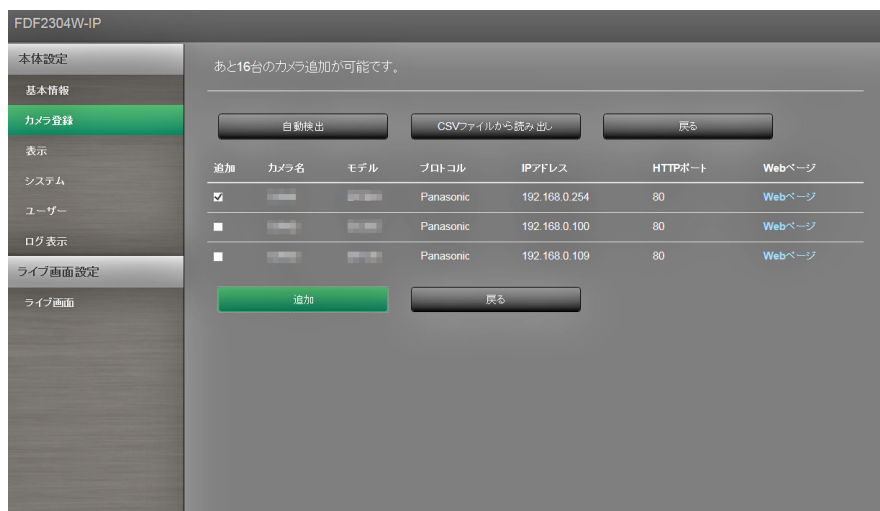 FDF2304W-IP
本体設定
基本情報
カメラ登録
表示
システム
ユーザー
ログ表示
ライブ画面設定
ライブ画面
あと16台のカメラ追加が可能です。
自動検出 CSVファイルから読み出し 戻る
追加 カメラ名 モデル プロトコル IPアドレス HTTPポート Webページ
Panasonic 192.168.0.254 80 Webページ
Panasonic 192.168.0.100 80 Webページ
Panasonic 192.168.0.109 80 Webページ
追加 戻る